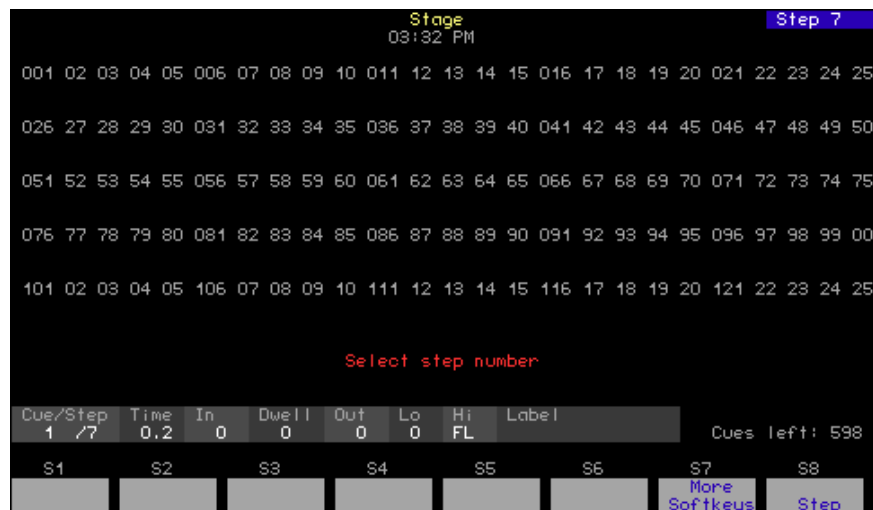 Stage
Step 7
03:32 PM
001 02 03 04 05 006 07 08 09 10 011 12 13 14 15 016 17 18 19 20 021 22 23 24 25
026 27 28 29 30 031 32 33 34 35 036 37 38 39 40 041 42 43 44 45 046 47 48 49 50
051 52 53 54 55 056 57 58 59 60 061 62 63 64 65 066 67 68 69 70 071 72 73 74 75
076 77 78 79 80 081 82 83 84 85 086 87 88 89 90 091 92 93 94 95 096 97 98 99 00
101 02 03 04 05 106 07 08 09 10 111 12 13 14 15 116 17 18 19 20 121 22 23 24 25
Select step number
Cue/Step Time In Dwell Out Lo Hi Label
1 /7 0.2 0 0 0 0 FL Cues left: 598
S1 S2 S3 S4 S5 S6 S7 S8
More
Softkeys Step